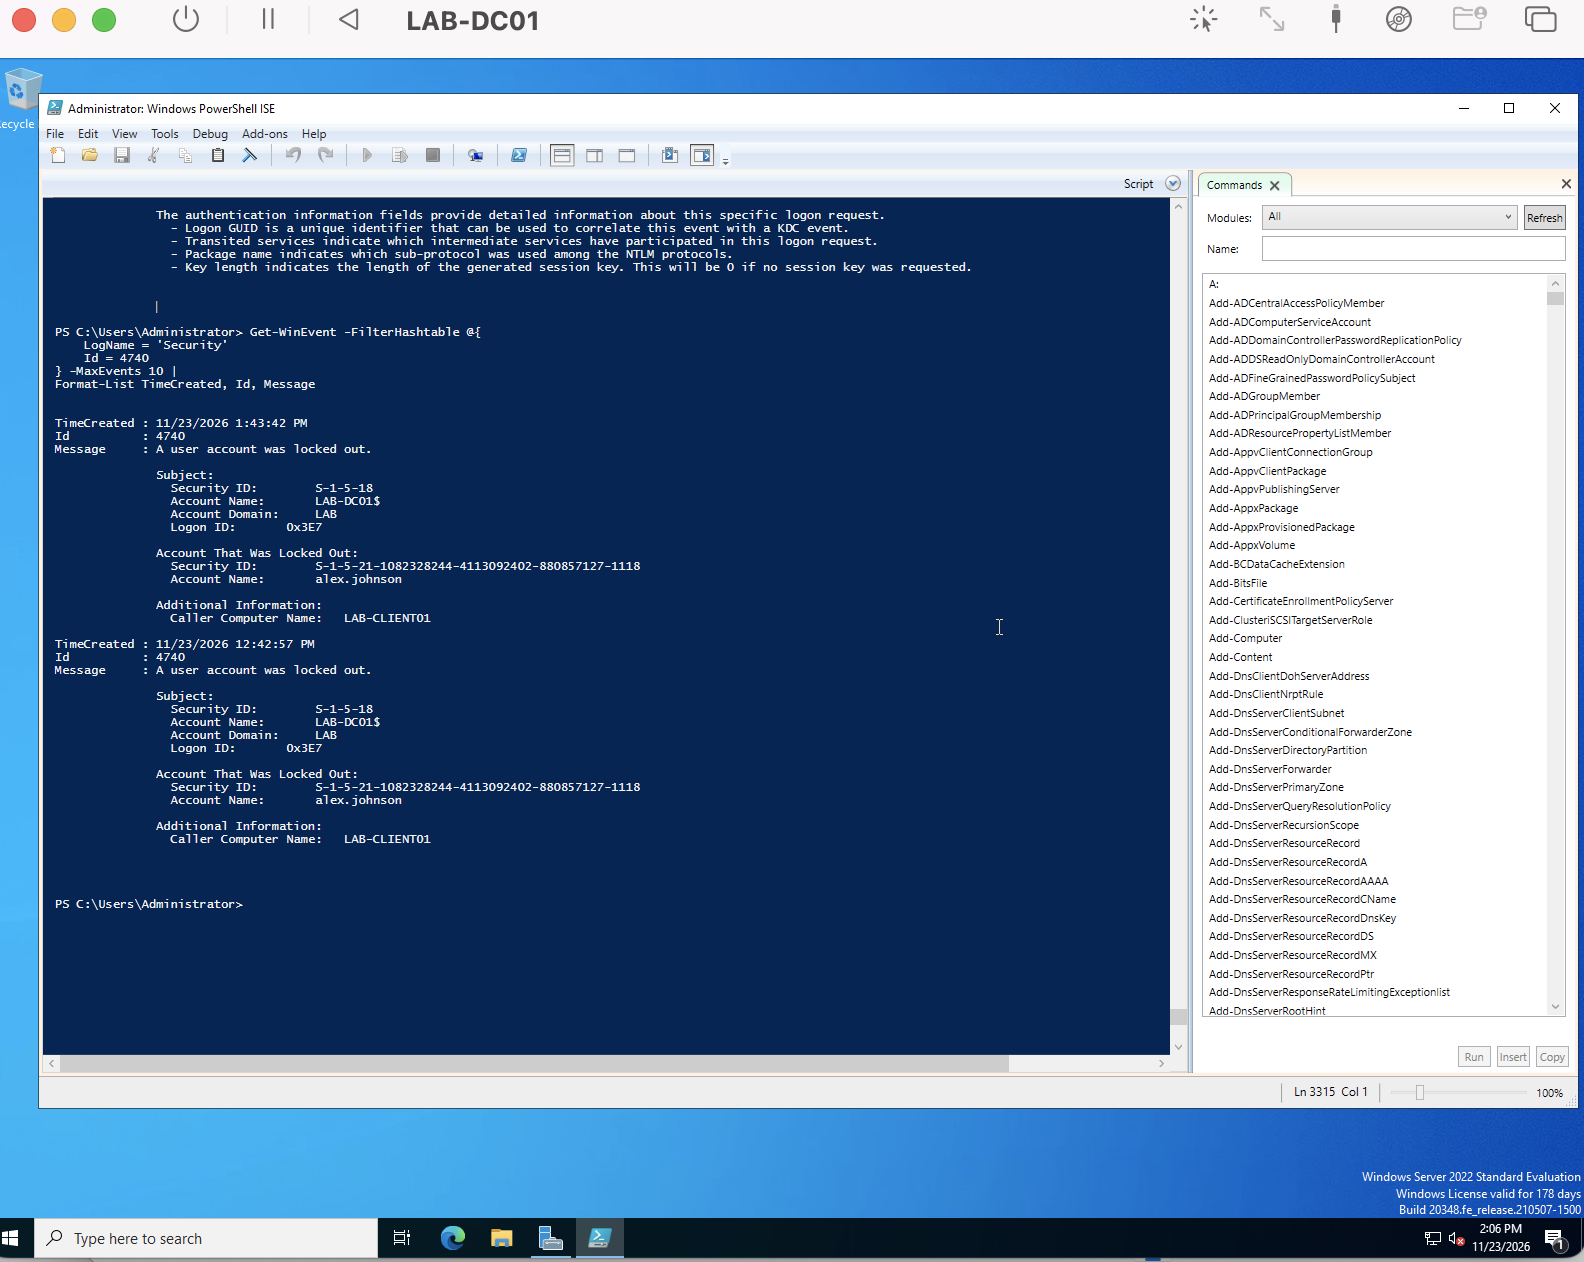 LAB-DC01
ecycle
Administrator: Windows PowerShell ISE
File Edit View Tools Debug Add-ons Help
Script
The authentication information fields provide detailed information about this specific logon request.
- Logon GUID is a unique identifier that can be used to correlate this event with a KDC event.
- Transited services indicate which intermediate services have participated in this logon request.
- Package name indicates which sub-protocol was used among the NTLM protocols.
- Key length indicates the length of the generated session key. This will be 0 if no session key was requested.
PS C:\Users\Administrator> Get-WinEvent -FilterHashtable @{
LogName = 'Security'
Id = 4740
} -MaxEvents 10 |
Format-List TimeCreated, Id, Message
TimeCreated : 11/23/2026 1:43:42 PM
Id : 4740
Message : A user account was locked out.
Subject:
Security ID: S-1-5-18
Account Name: LAB-DC01$
Account Domain: LAB
Logon ID: 0x3E7
Account That Was Locked Out:
Security ID: S-1-5-21-1082328244-4113092402-880857127-1118
Account Name: alex.johnson
Additional Information:
Caller Computer Name: LAB-CLIENT01
TimeCreated : 11/23/2026 12:42:57 PM
Id : 4740
Message : A user account was locked out.
Subject:
Security ID: S-1-5-18
Account Name: LAB-DC01$
Account Domain: LAB
Logon ID: 0x3E7
Account That Was Locked Out:
Security ID: S-1-5-21-1082328244-4113092402-880857127-1118
Account Name: alex.johnson
Additional Information:
Caller Computer Name: LAB-CLIENT01
PS C:\Users\Administrator>
Commands
Modules: All Refresh
Name:
A:
Add-ADCentralAccessPolicyMember
Add-ADComputerServiceAccount
Add-ADDomainControllerPasswordReplicationPolicy
Add-ADDSReadOnlyDomainControllerAccount
Add-ADFineGrainedPasswordPolicySubject
Add-ADGroupMember
Add-ADPrincipalGroupMembership
Add-ADResourcePropertyListMember
Add-AppvClientConnectionGroup
Add-AppvClientPackage
Add-AppvPublishingServer
Add-AppxPackage
Add-AppxProvisionedPackage
Add-AppxVolume
Add-BCDataCacheExtension
Add-BitsFile
Add-CertificateEnrollmentPolicyServer
Add-ClusteriSCSITargetServerRole
Add-Computer
Add-Content
Add-DnsClientDohServerAddress
Add-DnsClientNrptRule
Add-DnsServerClientSubnet
Add-DnsServerConditionalForwarderZone
Add-DnsServerDirectoryPartition
Add-DnsServerForwarder
Add-DnsServerPrimaryZone
Add-DnsServerQueryResolutionPolicy
Add-DnsServerRecursionScope
Add-DnsServerResourceRecord
Add-DnsServerResourceRecordA
Add-DnsServerResourceRecordAAAA
Add-DnsServerResourceRecordCName
Add-DnsServerResourceRecordDnsKey
Add-DnsServerResourceRecordDS
Add-DnsServerResourceRecordMX
Add-DnsServerResourceRecordPtr
Add-DnsServerResponseRateLimitingExceptionlist
Add-DnsServerRootHint
Run Insert Copy
Ln 3315 Col 1
100%
Windows Server 2022 Standard Evaluation
Windows License valid for 178 days
Build 20348.fe_release.210507-1500
Type here to search
2:06 PM
11/23/2026
1